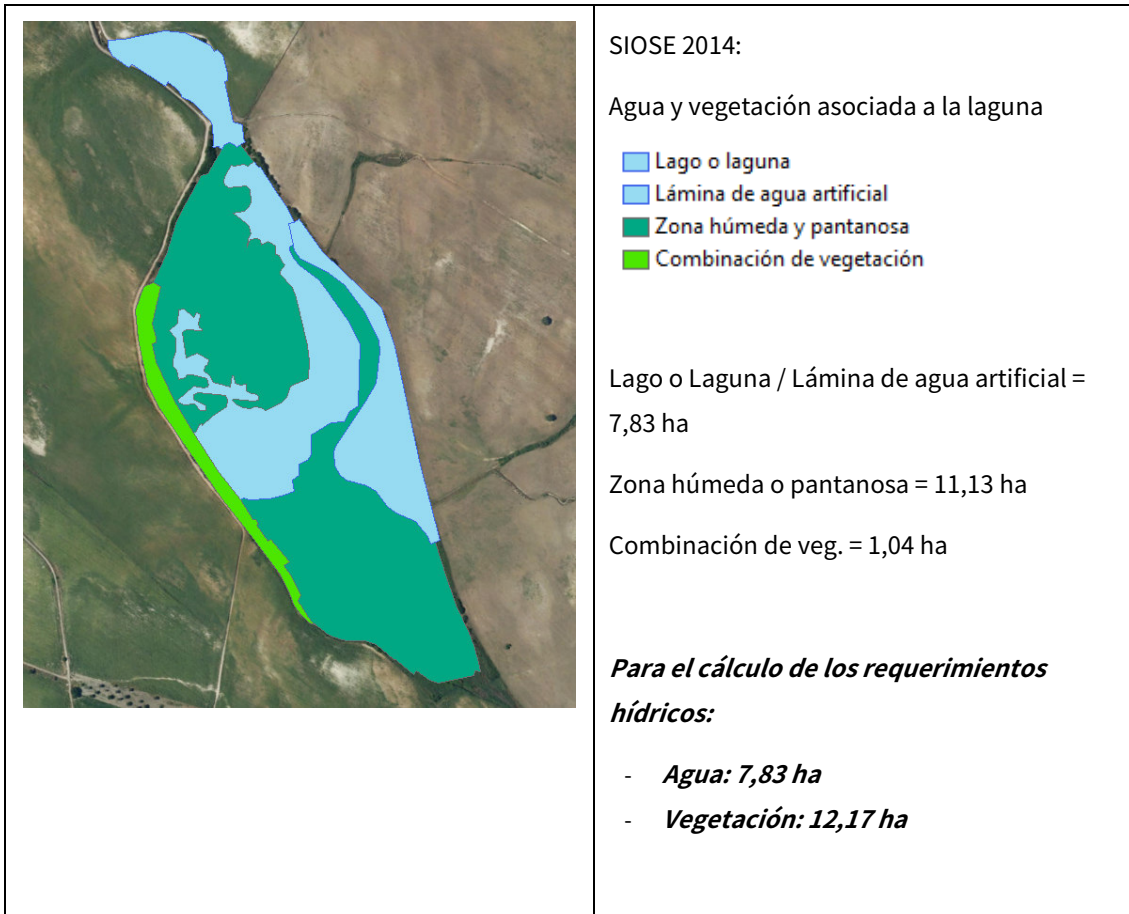 SIOSE 2014:
Agua y vegetación asociada a la laguna
Lago o laguna
Lámina de agua artificial
Zona húmeda y pantanosa
Combinación de vegetación
Lago o Laguna / Lámina de agua artificial =
7,83 ha
Zona húmeda o pantanosa = 11,13 ha
Combinación de veg. = 1,04 ha
Para el cálculo de los requerimientos
hídricos:
- Agua: 7,83 ha
- Vegetación: 12,17 ha